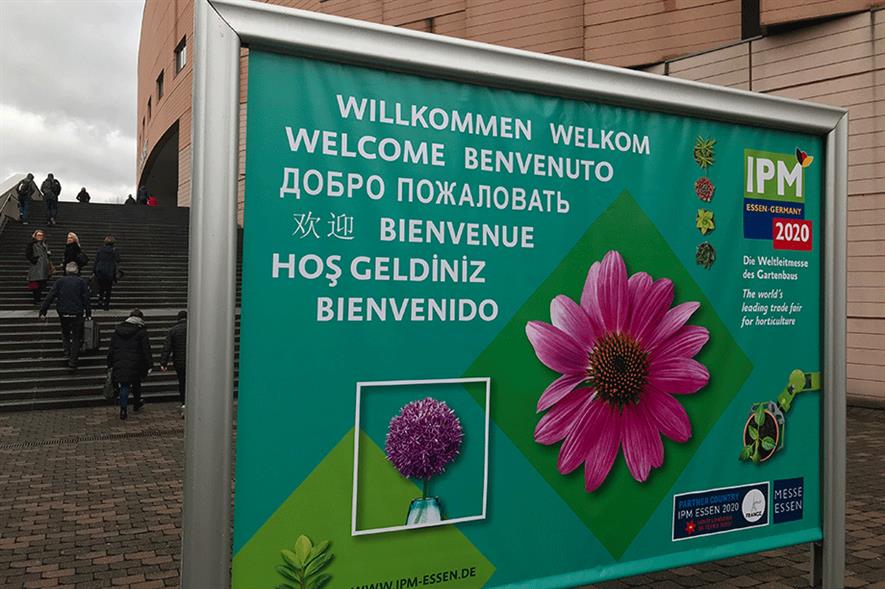 WILLKOMMEN WELKOM
WELCOME BENVENUTO
ДОБРО ПОЖАЛОВАТЬ
欢迎 BIENVENUE
HOŞ GELDİNİZ
BIENVENIDO
IPM
ESSEN-GERMANY
2020
Die Weltleitmesse
des Gartenbaus
The world's
leading trade fair
for horticulture
PARTNER COUNTRY
IPM ESSEN 2020
FRANCE
MESSE
ESSEN
WWW.IPM-ESSEN.DE